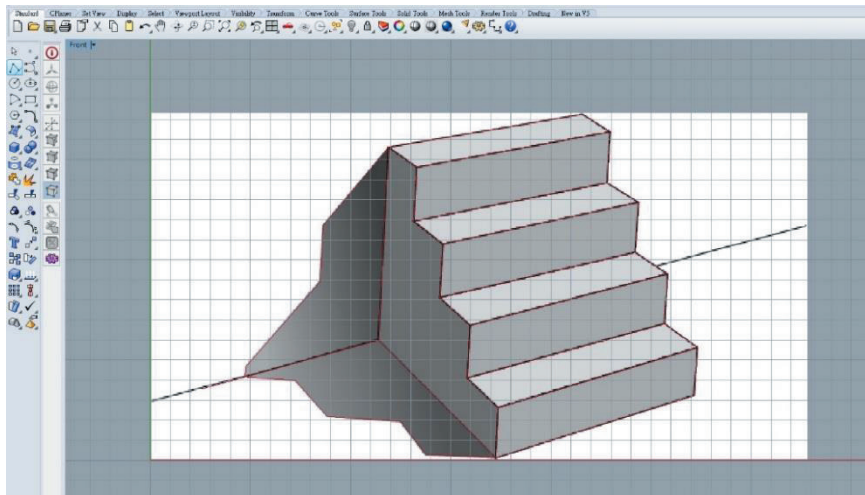 Standard CPlanes Set View Display Select Viewport Layout Visibility Transform Curve Tools Surface Tools Solid Tools Mesh Tools Render Tools Drafting New in V5
Front